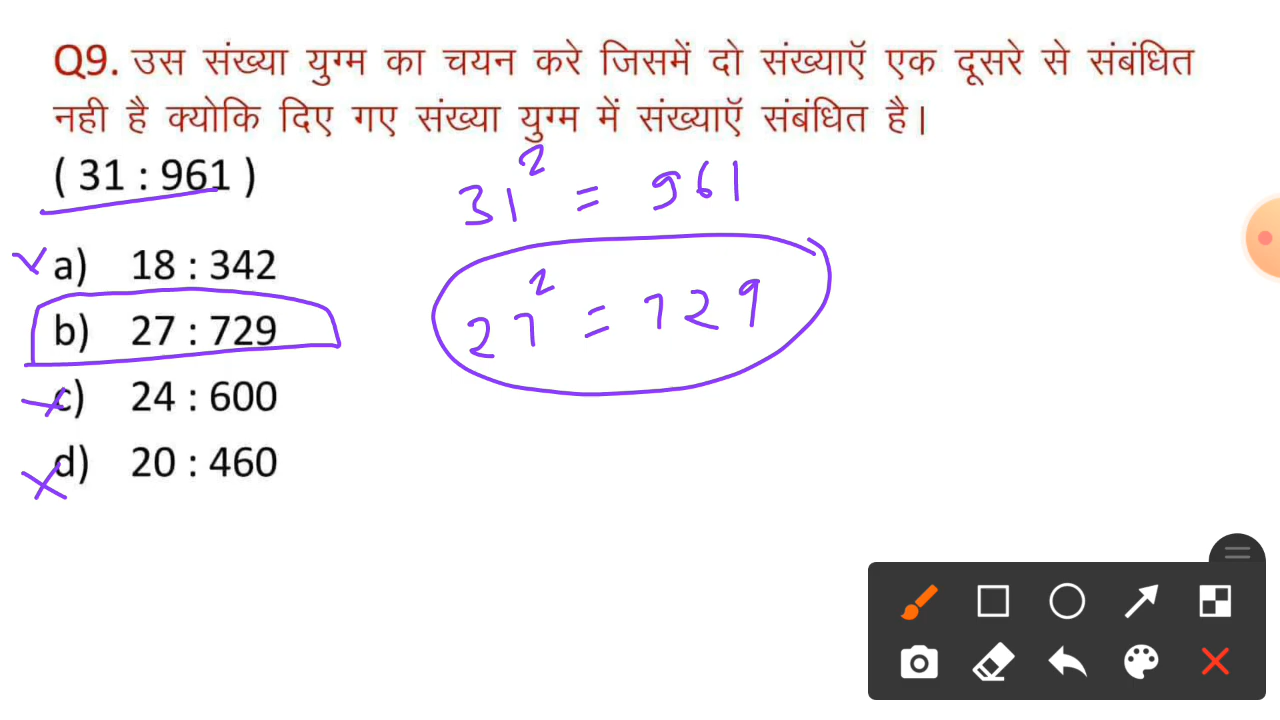 Q9. उस संख्या युग्म का चयन करे जिसमें दो संख्याऍ एक दूसरे से संबंधित
नही है क्योकि दिए गए संख्या युग्म में संख्याऍ संबंधित है।
( 31 : 961 )
31² = 961
a) 18 : 342
27² = 729
b) 27 : 729
c) 24 : 600
d) 20 : 460